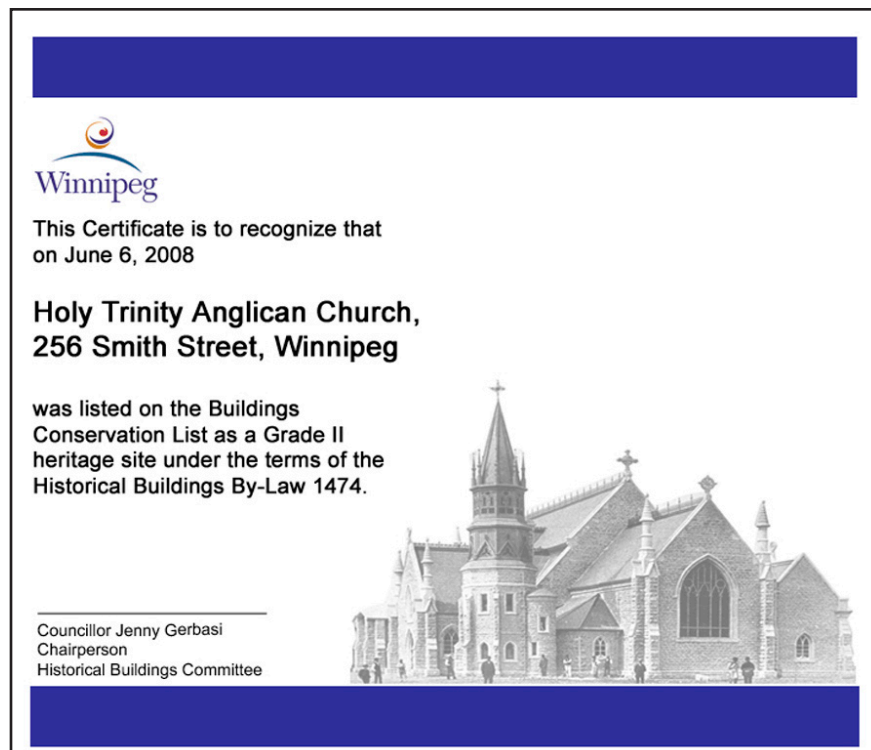 Winnipeg
This Certificate is to recognize that
on June 6, 2008
Holy Trinity Anglican Church,
256 Smith Street, Winnipeg
was listed on the Buildings
Conservation List as a Grade II
heritage site under the terms of the
Historical Buildings By-Law 1474.
Councillor Jenny Gerbasi
Chairperson
Historical Buildings Committee